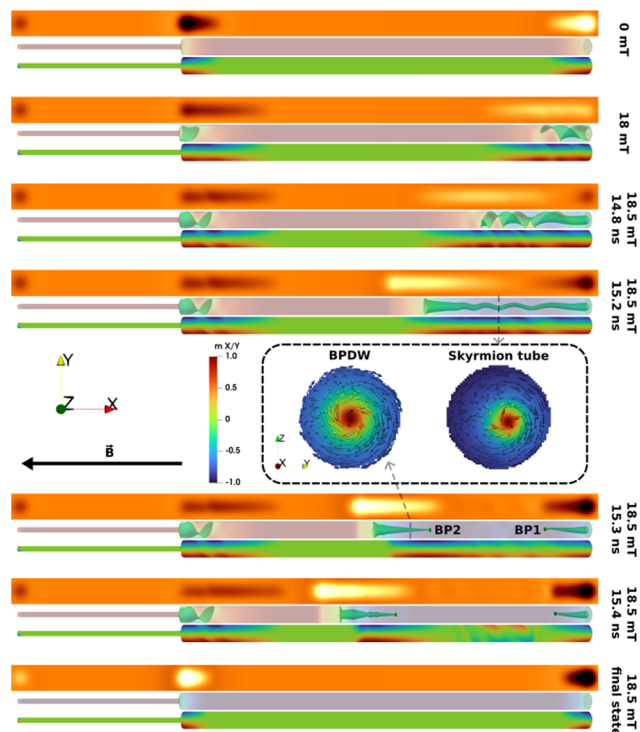 0 mT
18 mT
18.5 mT
14.8 ns
18.5 mT
15.2 ns
Y
Z X
B
m X/Y
1.0
0.5
0
-0.5
-1.0
BPDW
Skyrmion tube
Z
X Y
18.5 mT
15.3 ns
BP2
BP1
18.5 mT
15.4 ns
18.5 mT
final state